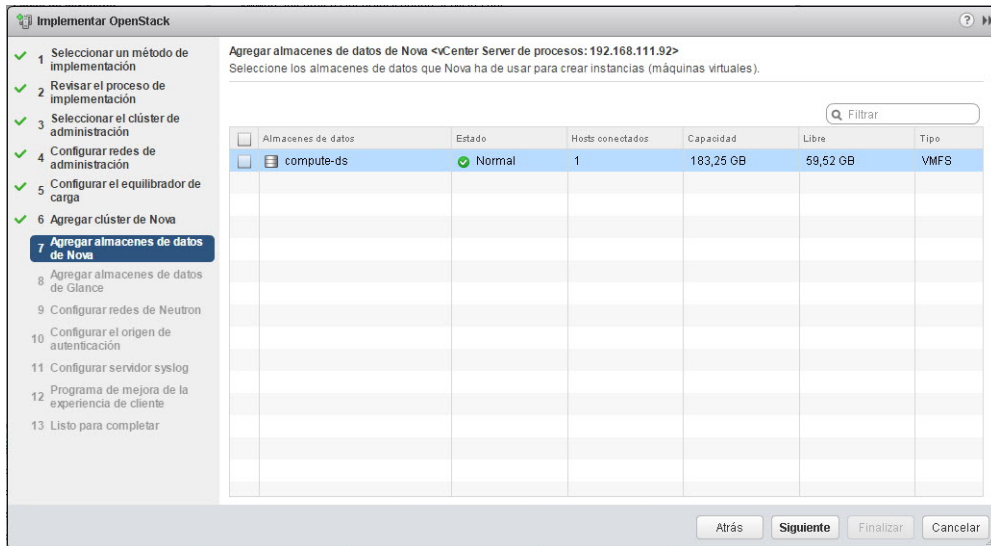 Implementar OpenStack
1 Seleccionar un método de
implementación
2 Revisar el proceso de
implementación
3 Seleccionar el clúster de
administración
4 Configurar redes de
administración
5 Configurar el equilibrador de
carga
6 Agregar clúster de Nova
7 Agregar almacenes de datos
de Nova
8 Agregar almacenes de datos
de Glance
9 Configurar redes de Neutron
10 Configurar el origen de
autenticación
11 Configurar servidor syslog
12 Programa de mejora de la
experiencia de cliente
13 Listo para completar
Agregar almacenes de datos de Nova <vCenter Server de procesos: 192.168.111.92>
Seleccione los almacenes de datos que Nova ha de usar para crear instancias (máquinas virtuales).
Filtrar
Almacenes de datos Estado Hosts conectados Capacidad Libre Tipo
compute-ds Normal 1 183,25 GB 59,52 GB VMFS
Atrás Siguiente Finalizar Cancelar